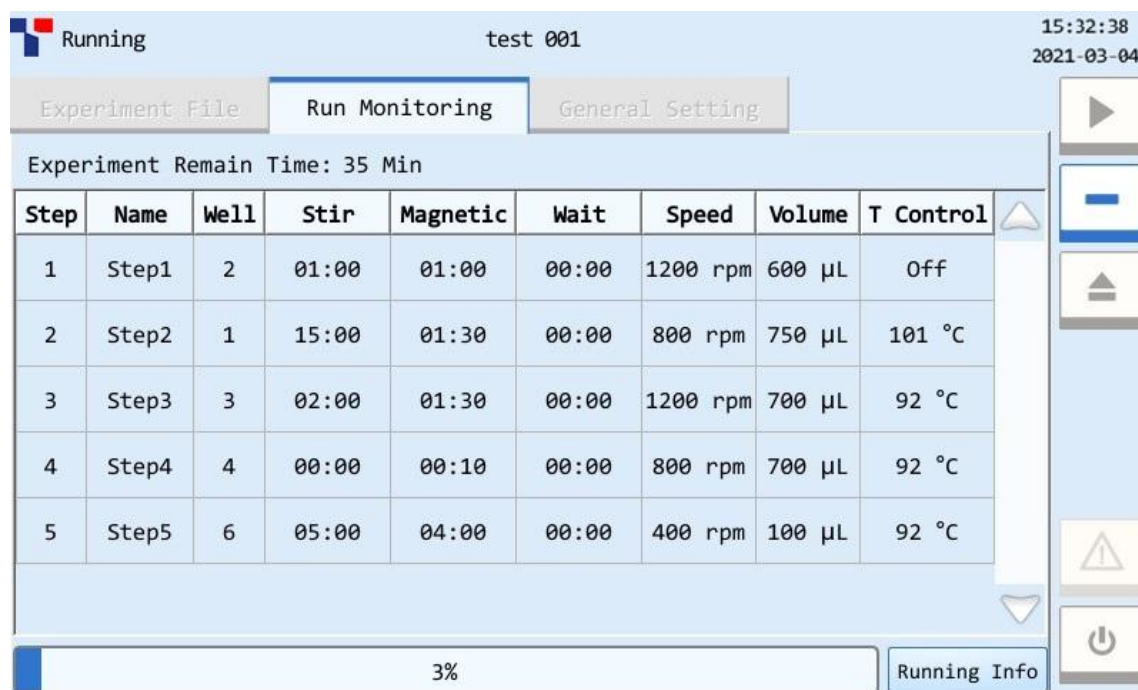 Running test 001 15:32:38
2021-03-04
Experiment File Run Monitoring General Setting
Experiment Remain Time: 35 Min
Step Name Well Stir Magnetic Wait Speed Volume T Control
1 Step1 2 01:00 01:00 00:00 1200 rpm 600 μL Off
2 Step2 1 15:00 01:30 00:00 800 rpm 750 μL 101 °C
3 Step3 3 02:00 01:30 00:00 1200 rpm 700 μL 92 °C
4 Step4 4 00:00 00:10 00:00 800 rpm 700 μL 92 °C
5 Step5 6 05:00 04:00 00:00 400 rpm 100 μL 92 °C
3% Running Info